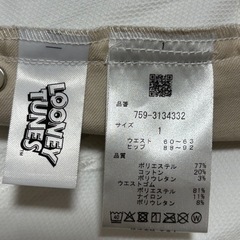 LOONEY
TUNES
品番
759-3134332
サイズ
1
ウエスト 60~63
ヒップ 88~92
ポリエステル 77%
コットン 20%
ポリウレタン 3%
ウエストゴム
ポリエステル 81%
ナイロン 11%
ポリウレタン 8%